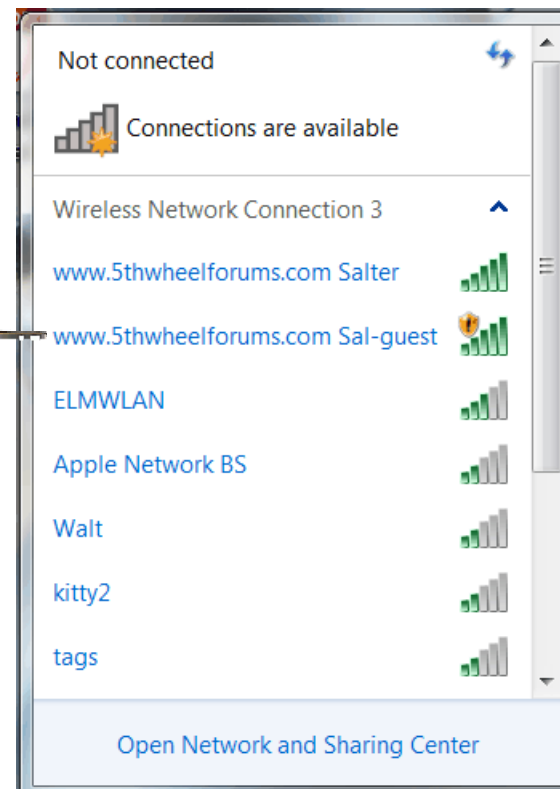 Not connected
Connections are available
Wireless Network Connection 3
www.5thwheelforums.com Salter
www.5thwheelforums.com Sal-guest
ELMWLAN
Apple Network BS
Walt
kitty2
tags
Open Network and Sharing Center